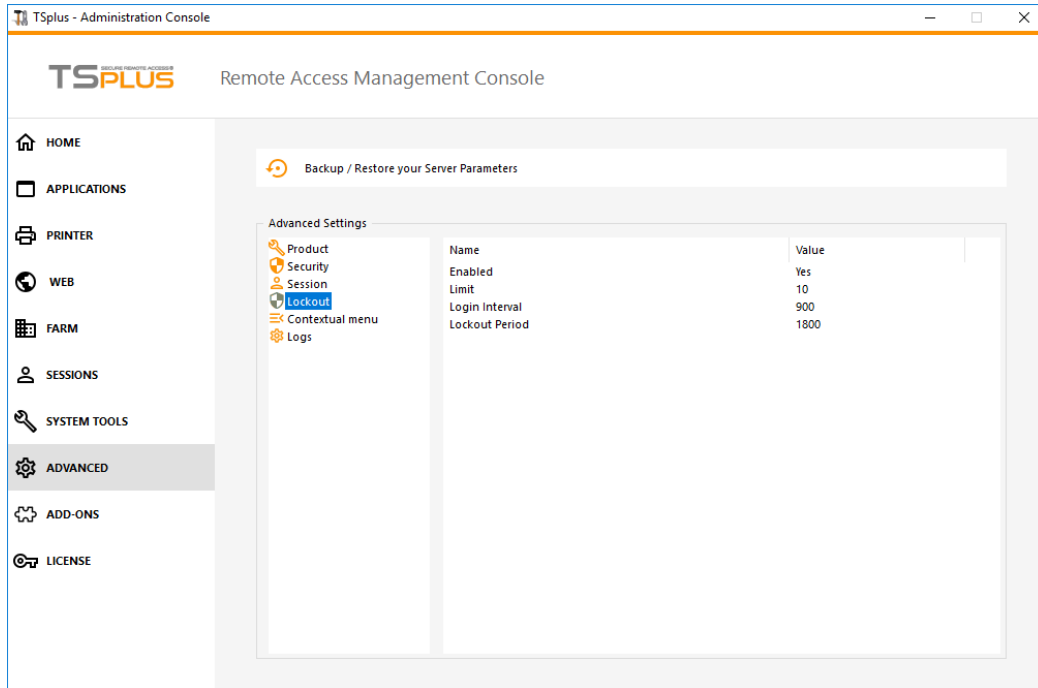 TSplus - Administration Console
SECURE REMOTE ACCESS®
TSPLUS
Remote Access Management Console
HOME
APPLICATIONS
PRINTER
WEB
FARM
SESSIONS
SYSTEM TOOLS
ADVANCED
ADD-ONS
LICENSE
Backup / Restore your Server Parameters
Advanced Settings
Product
Security
Session
Lockout
Contextual menu
Logs
Name Value
Enabled Yes
Limit 10
Login Interval 900
Lockout Period 1800